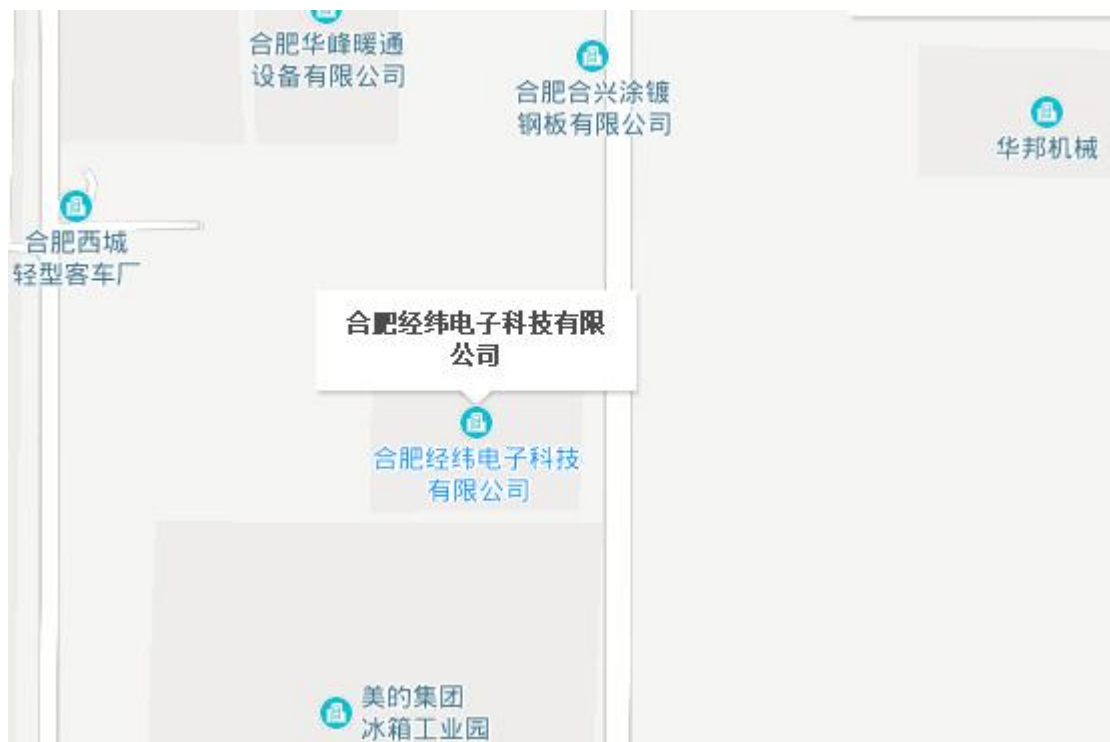 合肥华峰暖通
设备有限公司
合肥合兴涂镀
钢板有限公司
华邦机械
合肥西城
轻型客车厂
合肥经纬电子科技有限
公司
合肥经纬电子科技
有限公司
美的集团
冰箱工业园